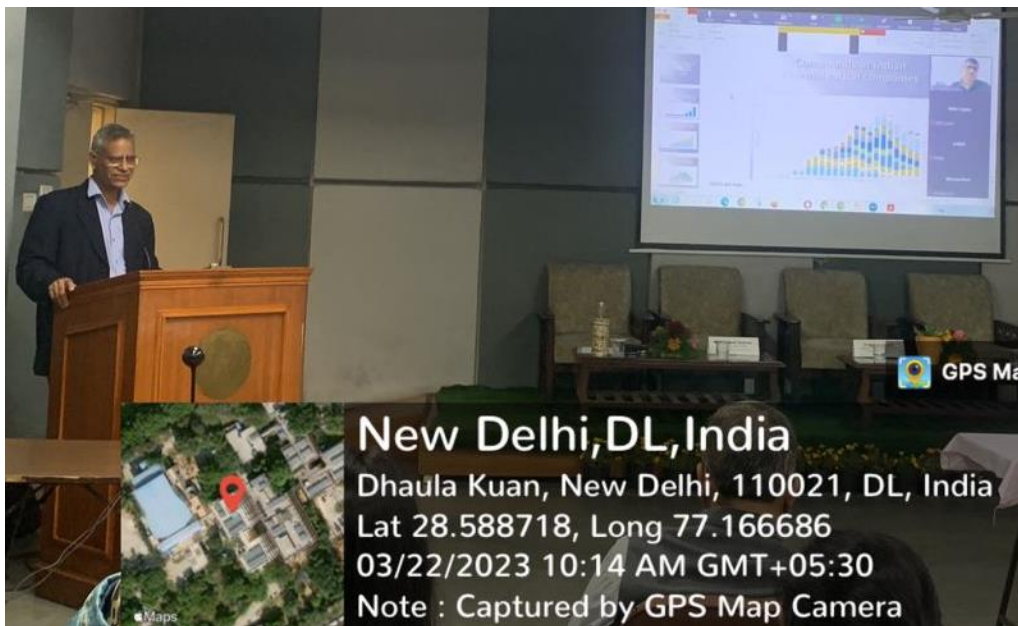 GPS Ma
New Delhi,DL,India
Dhaula Kuan, New Delhi, 110021, DL, India
Lat 28.588718, Long 77.166686
03/22/2023 10:14 AM GMT+05:30
Note : Captured by GPS Map Camera
Maps